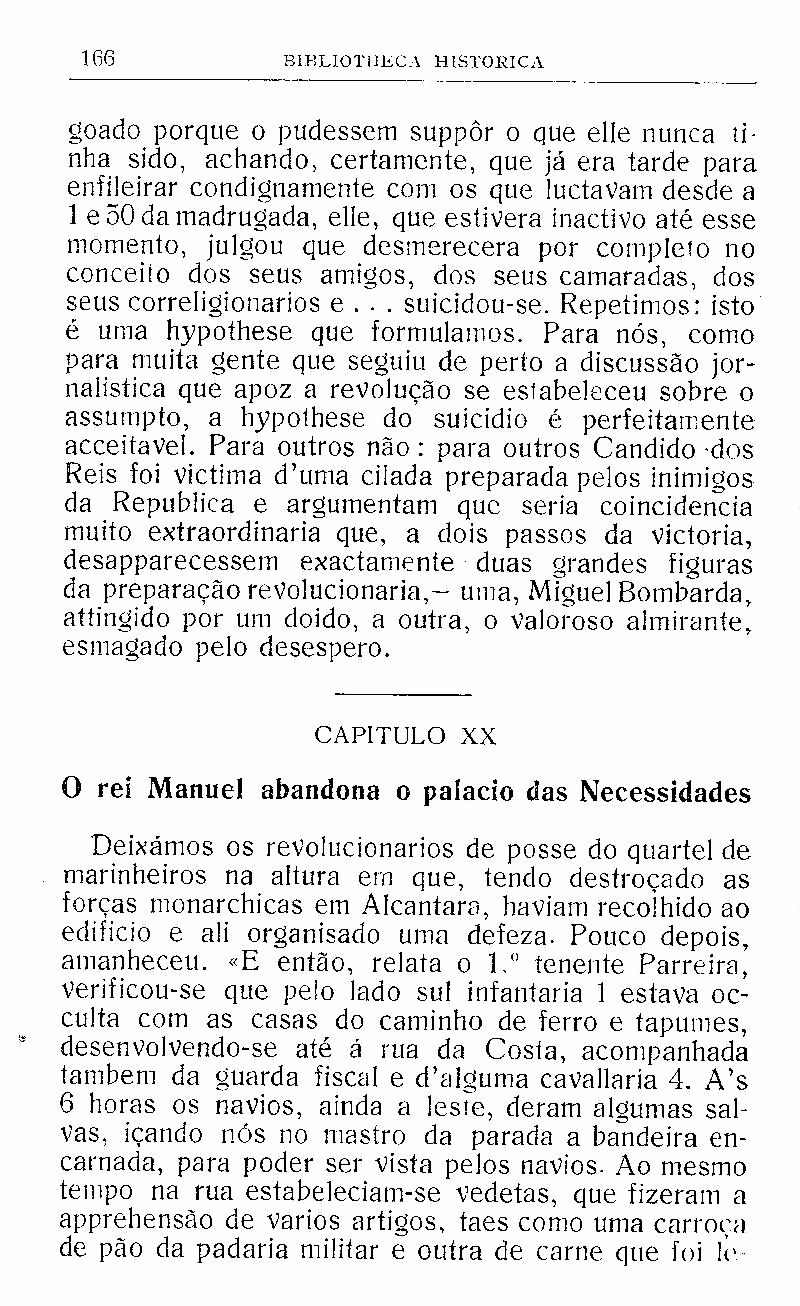 166 BIBLIOTHECA HISTORICA
goado porque o pudessem suppôr o que elle nunca ti-
nha sido, achando, certamente, que já era tarde para
enfileirar condignamente com os que luctavam desde a
1 e 50 da madrugada, elle, que estivera inactivo até esse
momento, julgou que desmerecera por completo no
conceito dos seus amigos, dos seus camaradas, dos
seus correligionarios e . . . suicidou-se. Repetimos: isto
é uma hypothese que formulamos. Para nós, como
para muita gente que seguiu de perto a discussão jor-
nalistica que apoz a revolução se estabeleceu sobre o
assumpto, a hypothese do suicidio é perfeitamente
acceitavel. Para outros não : para outros Candido dos
Reis foi victima d'uma cilada preparada pelos inimigos
da Republica e argumentam que seria coincidencia
muito extraordinaria que, a dois passos da victoria,
desapparecessem exactamente duas grandes figuras
da preparação revolucionaria,— uma, Miguel Bombarda,
attingido por um doido, a outra, o valoroso almirante,
esmagado pelo desespero.
CAPITULO XX
O rei Manuel abandona o palacio das Necessidades
Deixámos os revolucionarios de posse do quartel de
marinheiros na altura em que, tendo destroçado as
forças monarchicas em Alcantara, haviam recolhido ao
edificio e ali organisado uma defeza. Pouco depois,
amanheceu. «E então, relata o 1.º tenente Parreira,
verificou-se que pelo lado sul infantaria 1 estava oc-
culta com as casas do caminho de ferro e tapumes,
desenvolvendo-se até á rua da Costa, acompanhada
tambem da guarda fiscal e d'alguma cavallaria 4. A's
6 horas os navios, ainda a leste, deram algumas sal-
vas, içando nós no mastro da parada a bandeira en-
carnada, para poder ser vista pelos navios. Ao mesmo
tempo na rua estabeleciam-se vedetas, que fizeram a
apprehensão de varios artigos, taes como uma carroça
de pão da padaria militar e outra de carne que foi le-